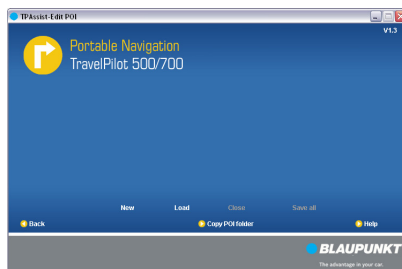 TPAssist-Edit POI
V1.3
Portable Navigation
TravelPilot 500/700
New Load Close Save all
Back Copy POI folder Help
BLAUPUNKT
The advantage in your car.